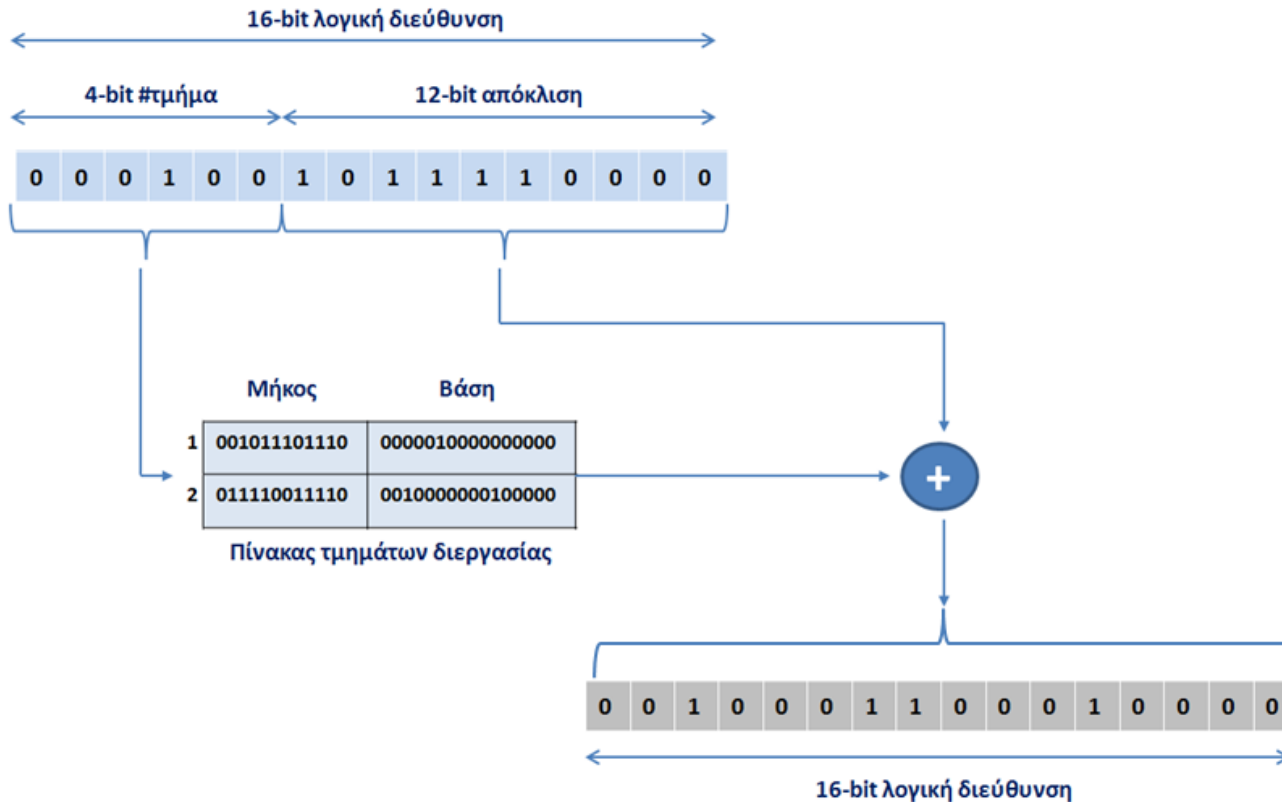 16-bit λογική διεύθυνση
4-bit #τμήμα 12-bit απόκλιση
0 0 0 1 0 0 1 0 1 1 1 1 0 0 0 0
Μήκος Βάση
1 001011101110 0000010000000000
2 011110011110 0010000000100000
+
Πίνακας τμημάτων διεργασίας
0 0 1 0 0 0 1 1 0 0 0 1 0 0 0 0
16-bit λογική διεύθυνση